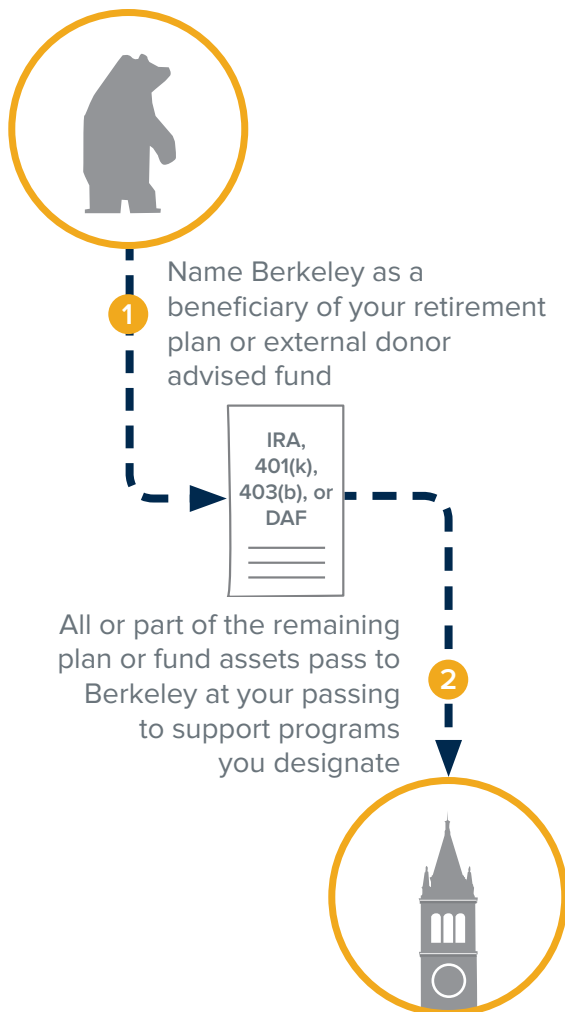 1
Name Berkeley as a
beneficiary of your retirement
plan or external donor
advised fund
IRA,
401(k),
403(b), or
DAF
All or part of the remaining
plan or fund assets pass to
Berkeley at your passing
to support programs
you designate
2